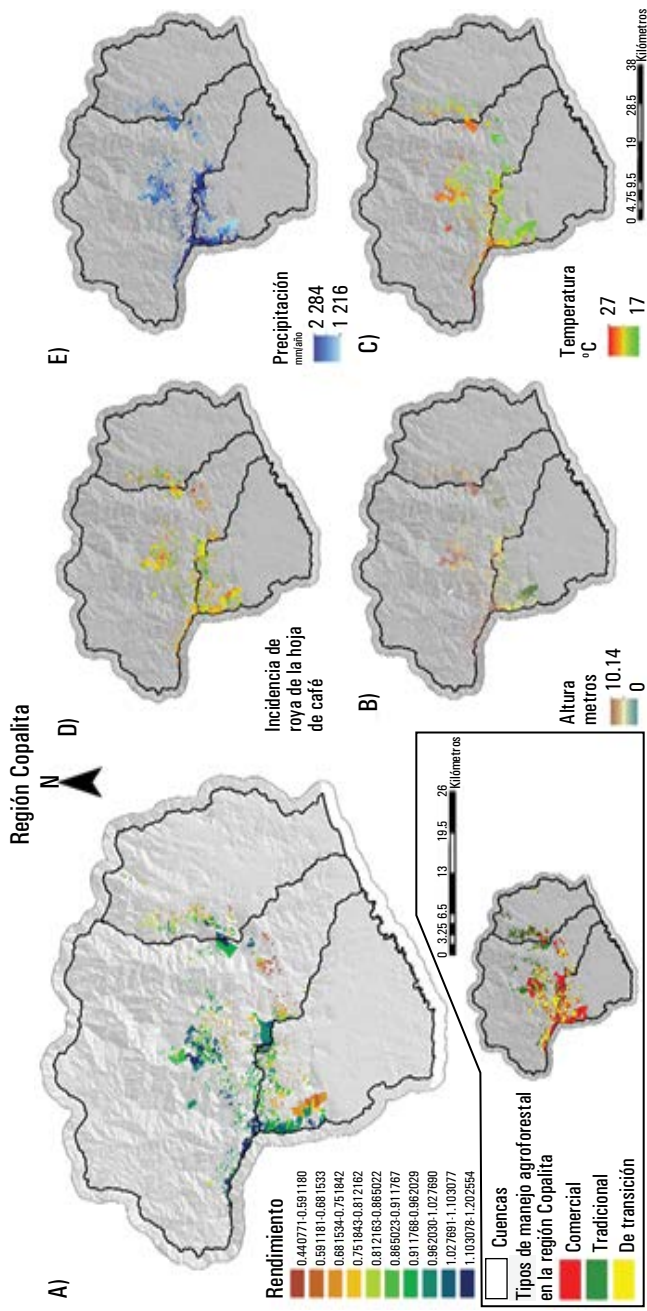 Región Copalita
A)
N
Rendimiento
0.440771-0.591180
0.591181-0.681533
0.681534-0.751842
0.751843-0.812162
0.812163-0.865022
0.865023-0.911767
0.911768-0.962029
0.962030-1.027690
1.027691-1.103077
1.103078-1.202554
0 3.25 6.5 13 19.5 26
Kilómetros
Cuencas
Tipos de manejo agroforestal
en la región Copalita
Comercial
Tradicional
De transición
D)
Incidencia de
roya de la hoja
de café
E)
Precipitación
mm/año
2 284
1 216
B)
Altura
metros
10.14
0
C)
Temperatura
°C
27
17
0 4.75 9.5 19 28.5 38
Kilómetros